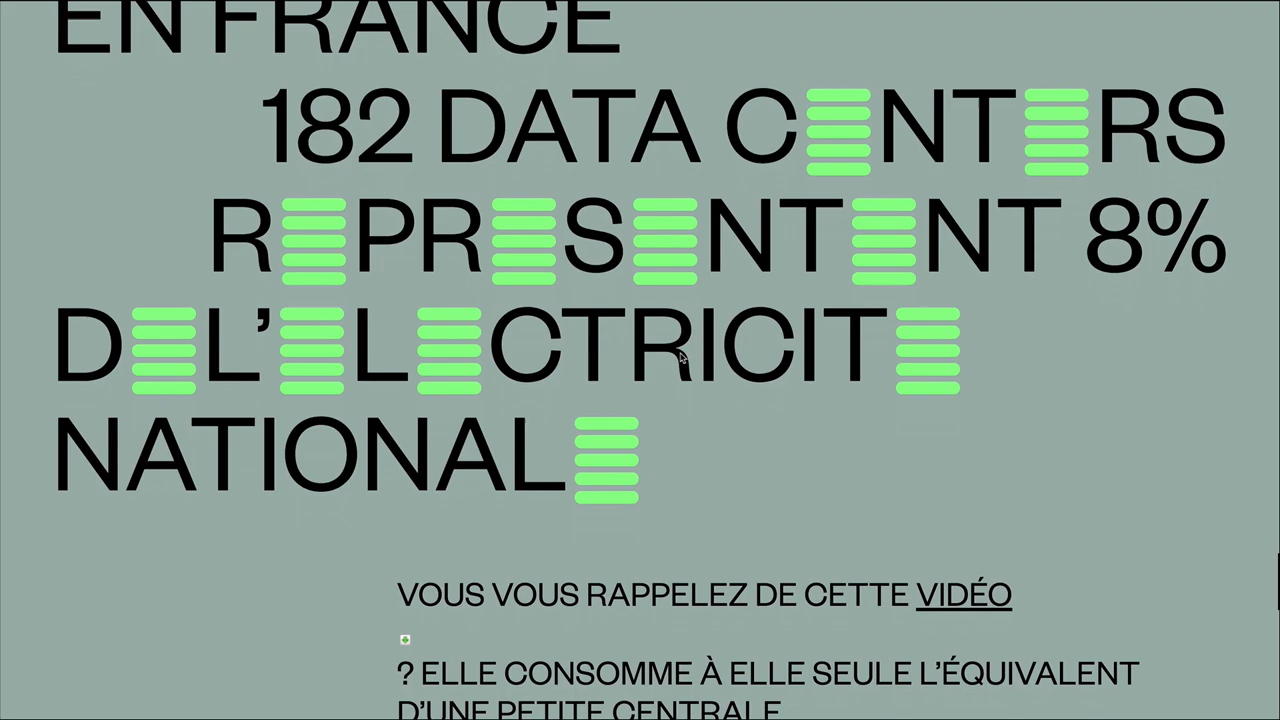 EN FRANCE
182 DATA CENTERS
REPRESENTENT 8%
DE L’ELECTRICITE
NATIONALE
VOUS VOUS RAPPELEZ DE CETTE VIDÉO
? ELLE CONSOMME À ELLE SEULE L’ÉQUIVALENT
D’UNE PETITE CENTRALE